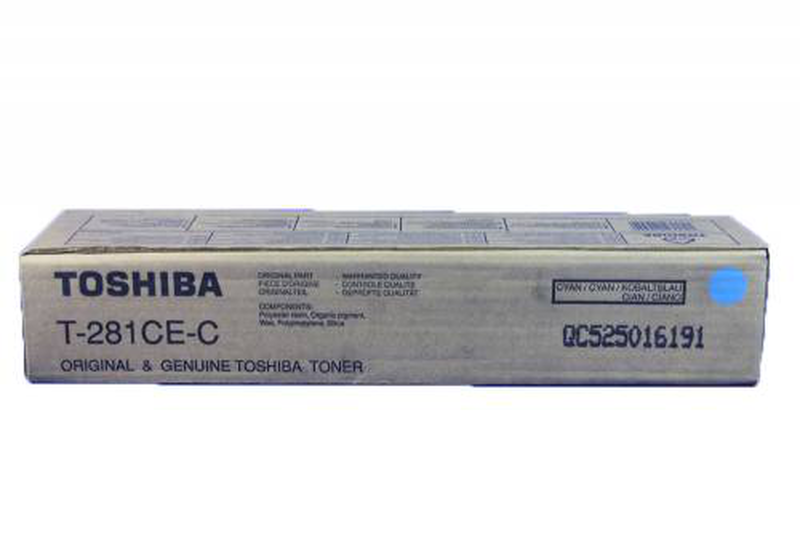 TOSHIBA
T-281CE-C
ORIGINAL & GENUINE TOSHIBA TONER
ORIGINAL PART - WARRANTED QUALITY
PIECE D'ORIGINE - CONTROLE QUALITE
ORIGINALTEIL - GEPRÜFTE QUALITÄT
COMPONENTS:
Polyester resin, Organic pigment,
Wax, Polypropylene, Silica
CYAN / CYAN / KOBALTBLAU
CIAN / CIANO
QC525016191
TOSHIBA